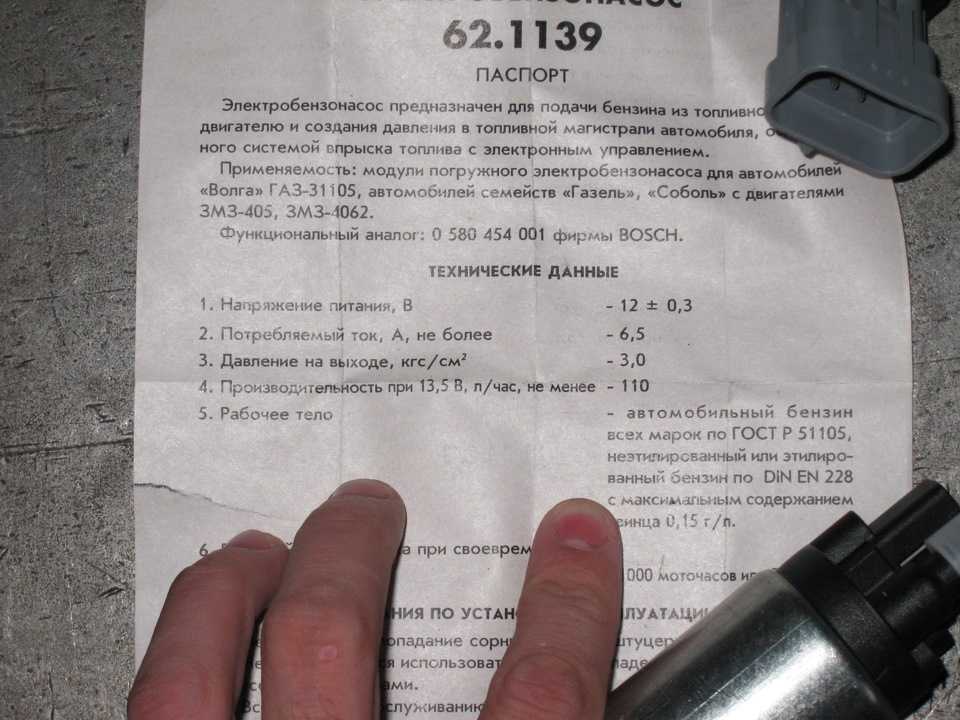 62.1139
ПАСПОРТ
Электробензонасос предназначен для подачи бензина из
двигателю и создания давления в топливной магистрали автомобиля,
ного системой впрыска топлива с электронным управлением.
Применяемость: модули погружного электробензонасоса для автомобилей
«Волга» ГАЗ-31105, автомобилей семейств «Газель», «Соболь» с двигателями
ЗМЗ-405, ЗМЗ-4062.
Функциональный аналог: 0 580 454 001 фирмы BOSCH.
ТЕХНИЧЕСКИЕ ДАННЫЕ
1. Напряжение питания, В - 12 ± 0,3
2. Потребляемый ток, А, не более - 6,5
3. Давление на выходе, кгс/см² - 3,0
4. Производительность при 13,5 В, л/час, не менее - 110
5. Рабочее тело - автомобильный бензин
всех марок по ГОСТ Р 51105,
неэтилированный или этилиро-
ванный бензин по DiN EN 228
с максимальным содержанием
0,15 г/л.
6. при
000 моточасов
ПО
попадание
использоват